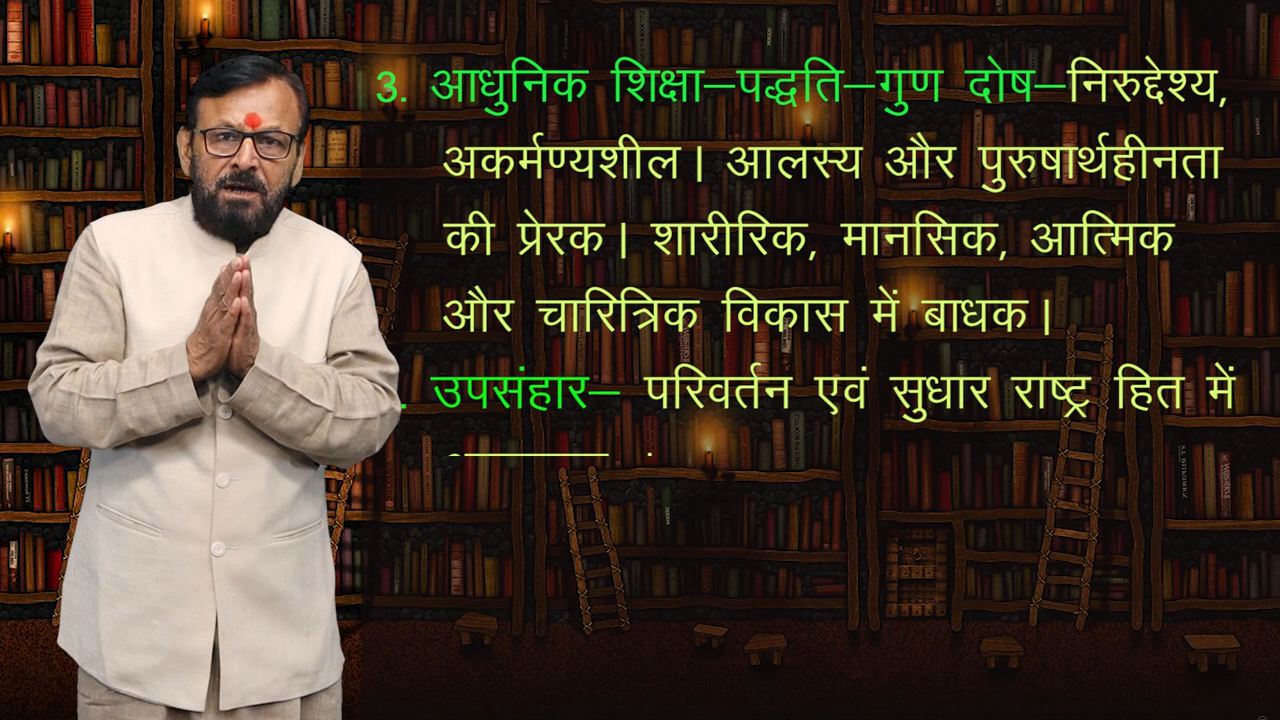 3. आधुनिक शिक्षा–पद्धति–गुण दोष–निरुद्देश्य,
अकर्मण्यशील। आलस्य और पुरुषार्थहीनता
की प्रेरक। शारीरिक, मानसिक, आत्मिक
और चारित्रिक विकास में बाधक।
. उपसंहार– परिवर्तन एवं सुधार राष्ट्र हित में